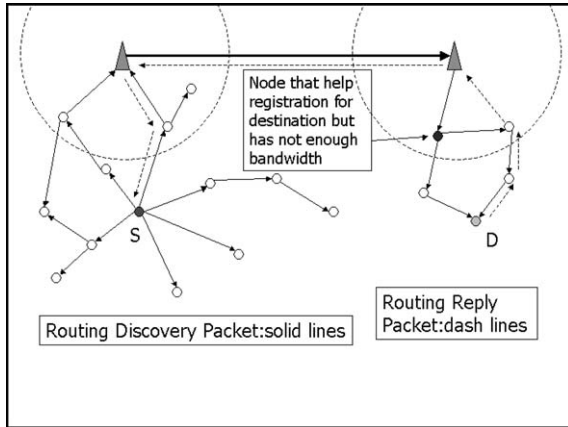 Node that help
registration for
destination but
has not enough
bandwidth
S
D
Routing Discovery Packet:solid lines
Routing Reply
Packet:dash lines